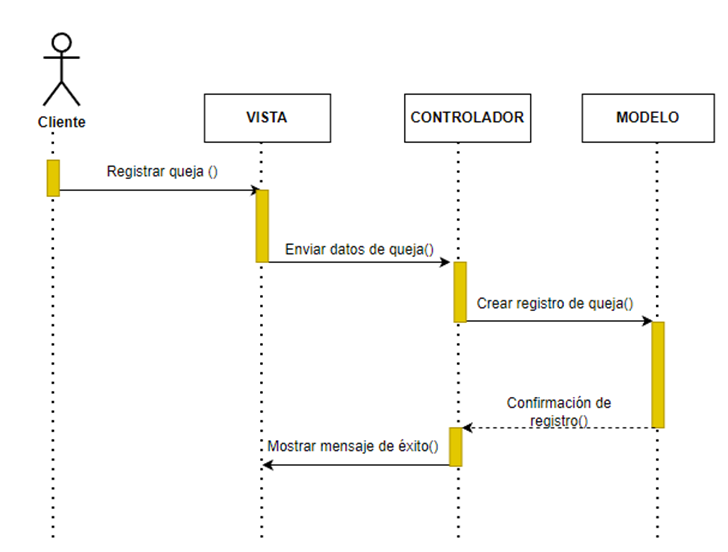 Cliente
VISTA
CONTROLADOR
MODELO
Registrar queja ()
Enviar datos de queja()
Crear registro de queja()
Confirmación de
registro()
Mostrar mensaje de éxito()